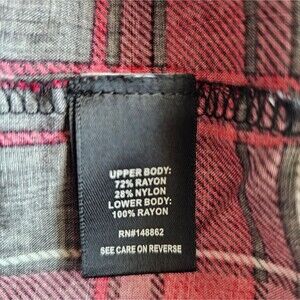 UPPER BODY:
72% RAYON
28% NYLON
LOWER BODY:
100% RAYON
RN#148862
SEE CARE ON REVERSE